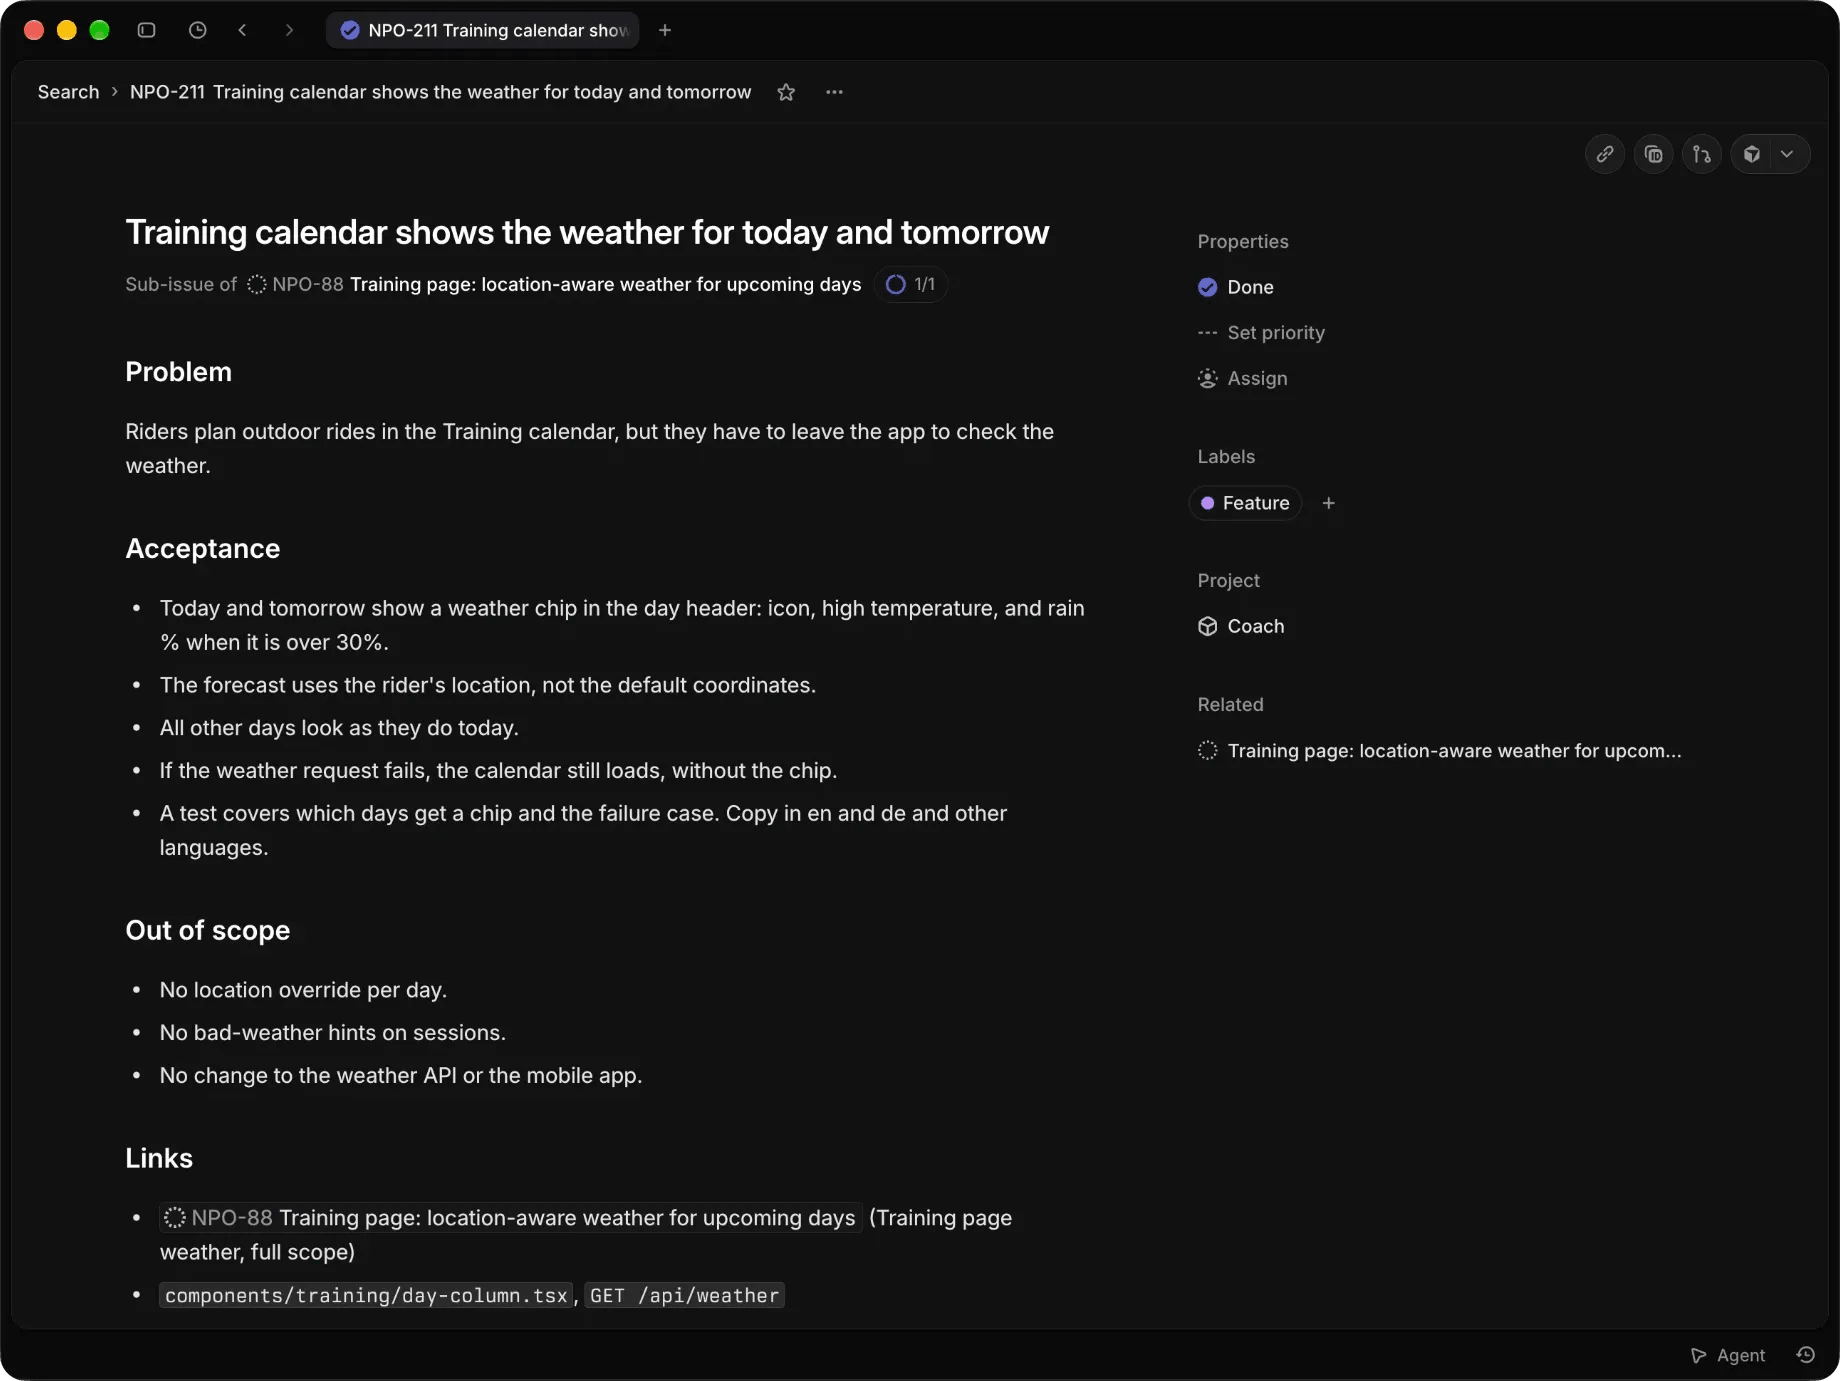 NPO-211 Training calendar show
Search › NPO-211 Training calendar shows the weather for today and tomorrow
Training calendar shows the weather for today and tomorrow
Sub-issue of NPO-88 Training page: location-aware weather for upcoming days 1/1
Problem
Riders plan outdoor rides in the Training calendar, but they have to leave the app to check the
weather.
Acceptance
• Today and tomorrow show a weather chip in the day header: icon, high temperature, and rain
% when it is over 30%.
• The forecast uses the rider's location, not the default coordinates.
• All other days look as they do today.
• If the weather request fails, the calendar still loads, without the chip.
• A test covers which days get a chip and the failure case. Copy in en and de and other
languages.
Out of scope
• No location override per day.
• No bad-weather hints on sessions.
• No change to the weather API or the mobile app.
Links
• NPO-88 Training page: location-aware weather for upcoming days (Training page
weather, full scope)
• components/training/day-column.tsx, GET /api/weather
Properties
Done
Set priority
Assign
Labels
Feature
Project
Coach
Related
Training page: location-aware weather for upcom...
Agent